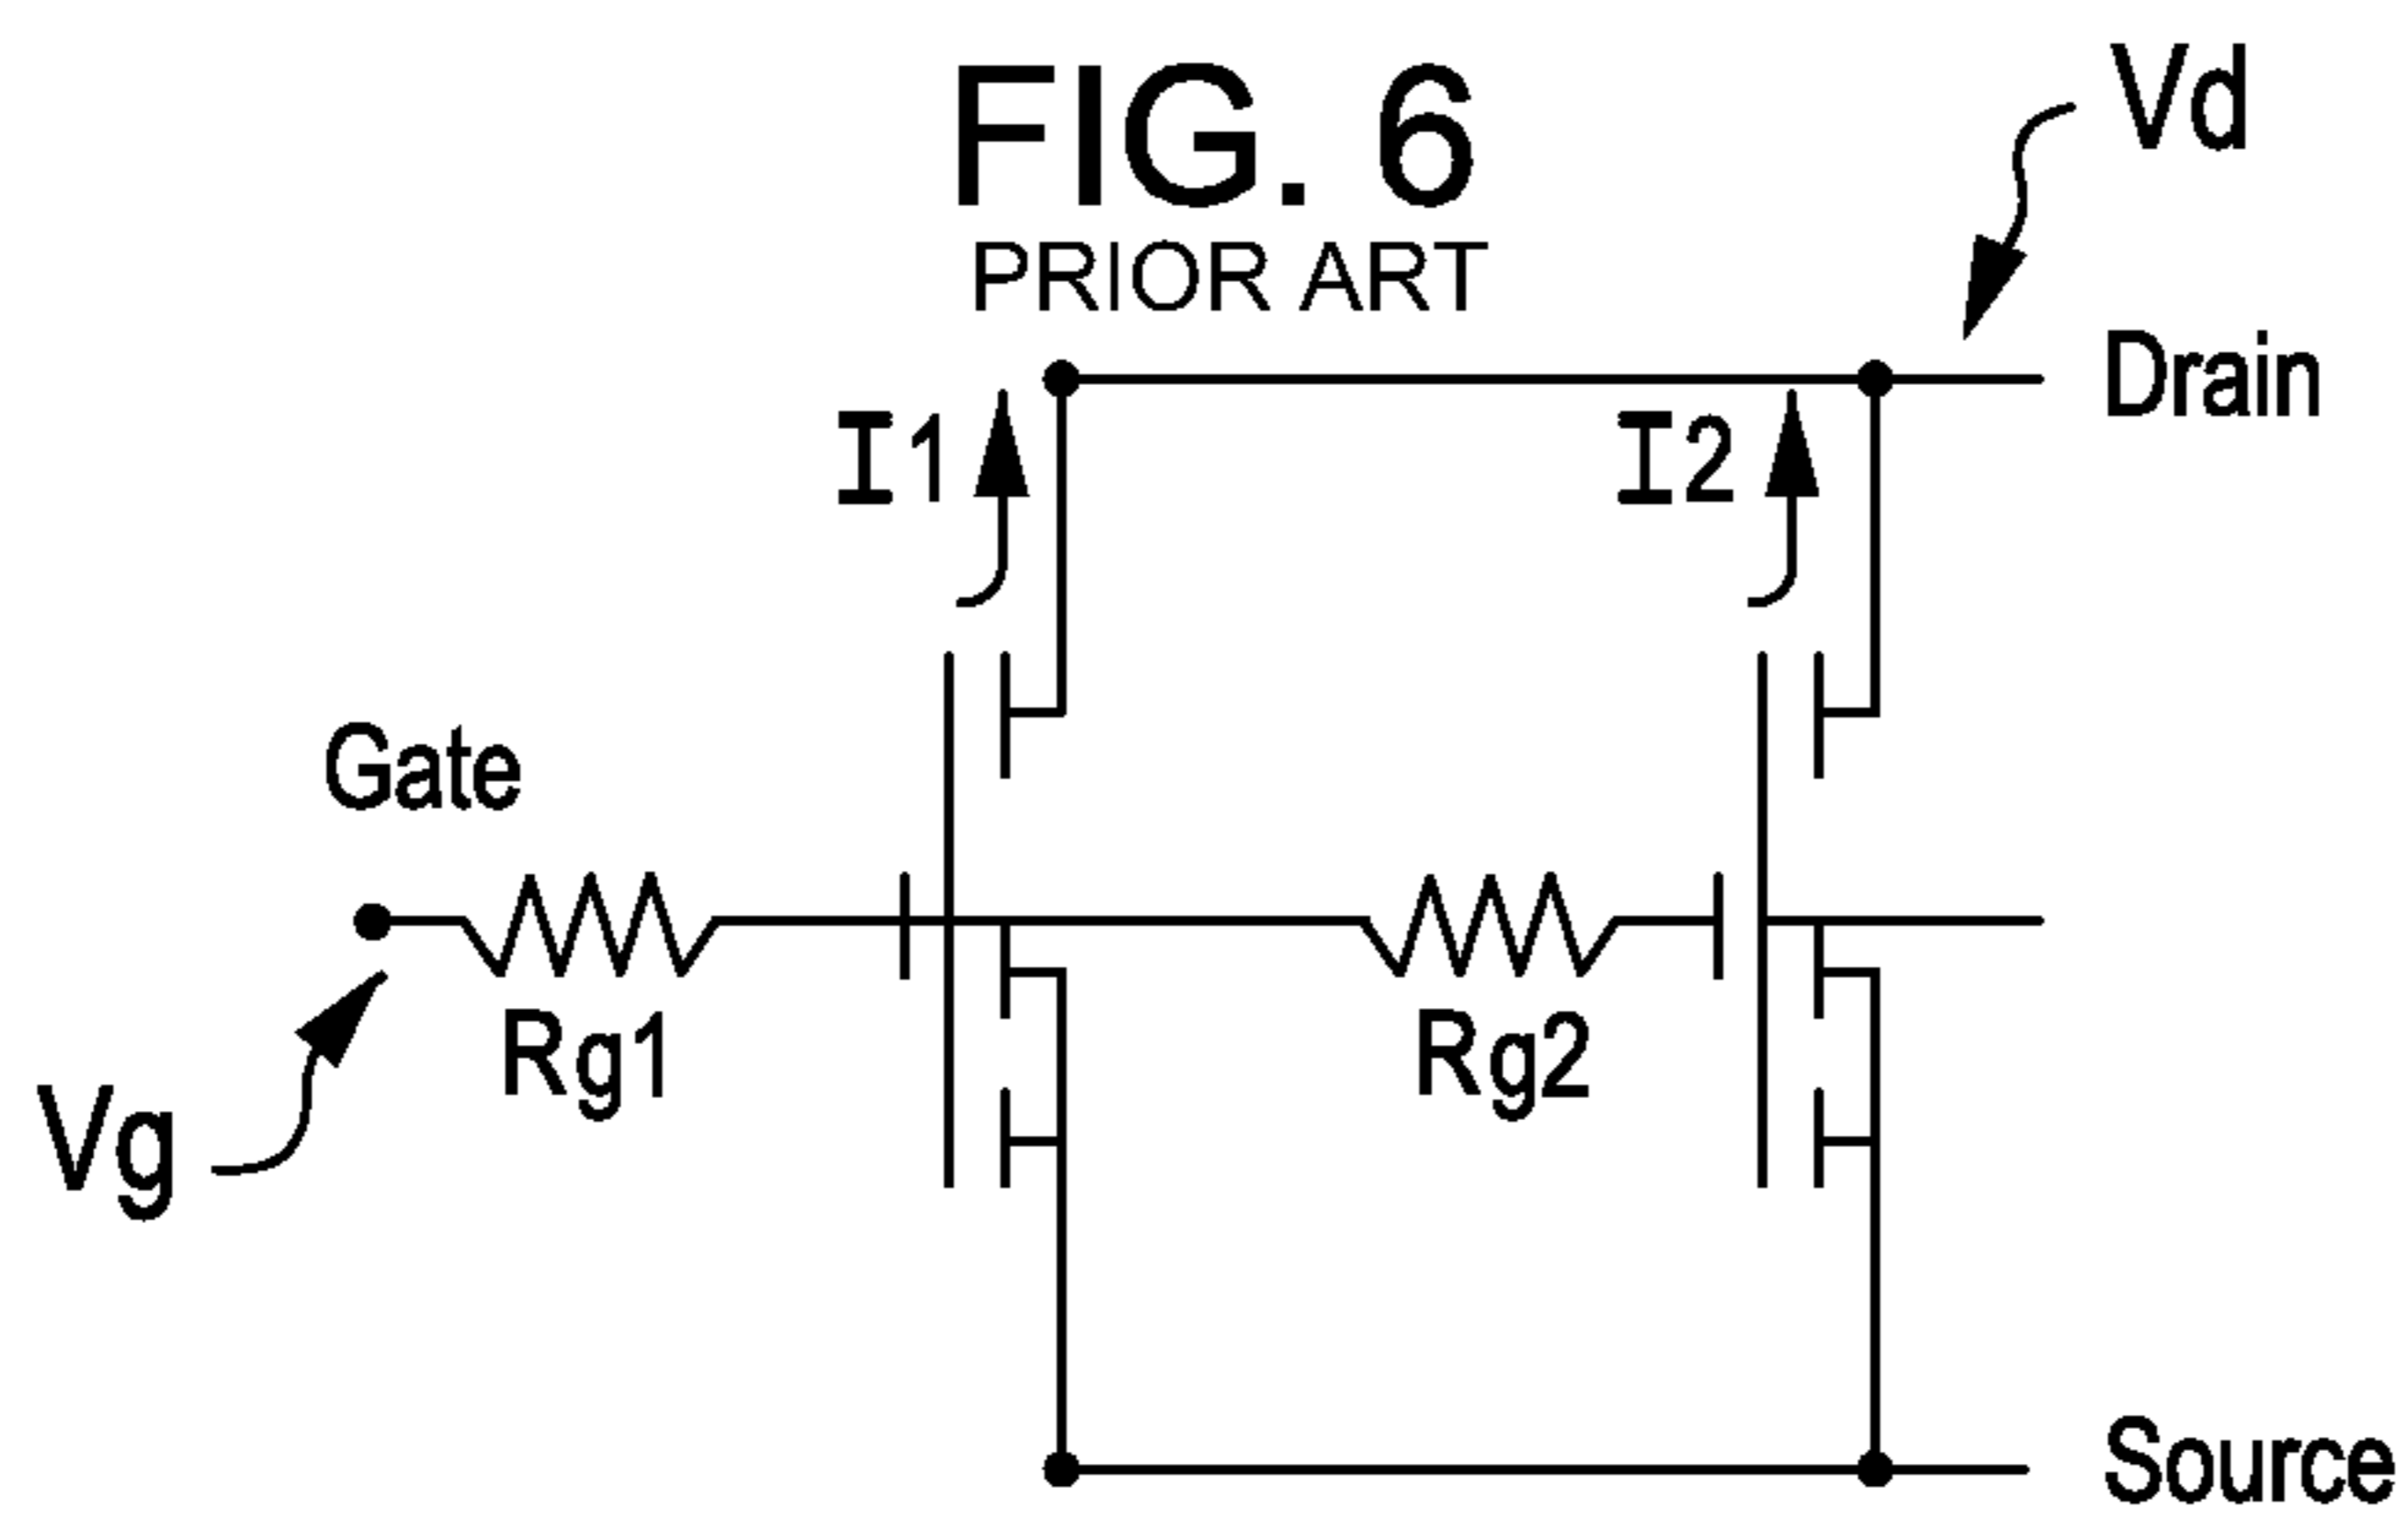 FIG. 6
PRIOR ART
Vd
Drain
I1
I2
Gate
Rg1
Rg2
Vg
Source